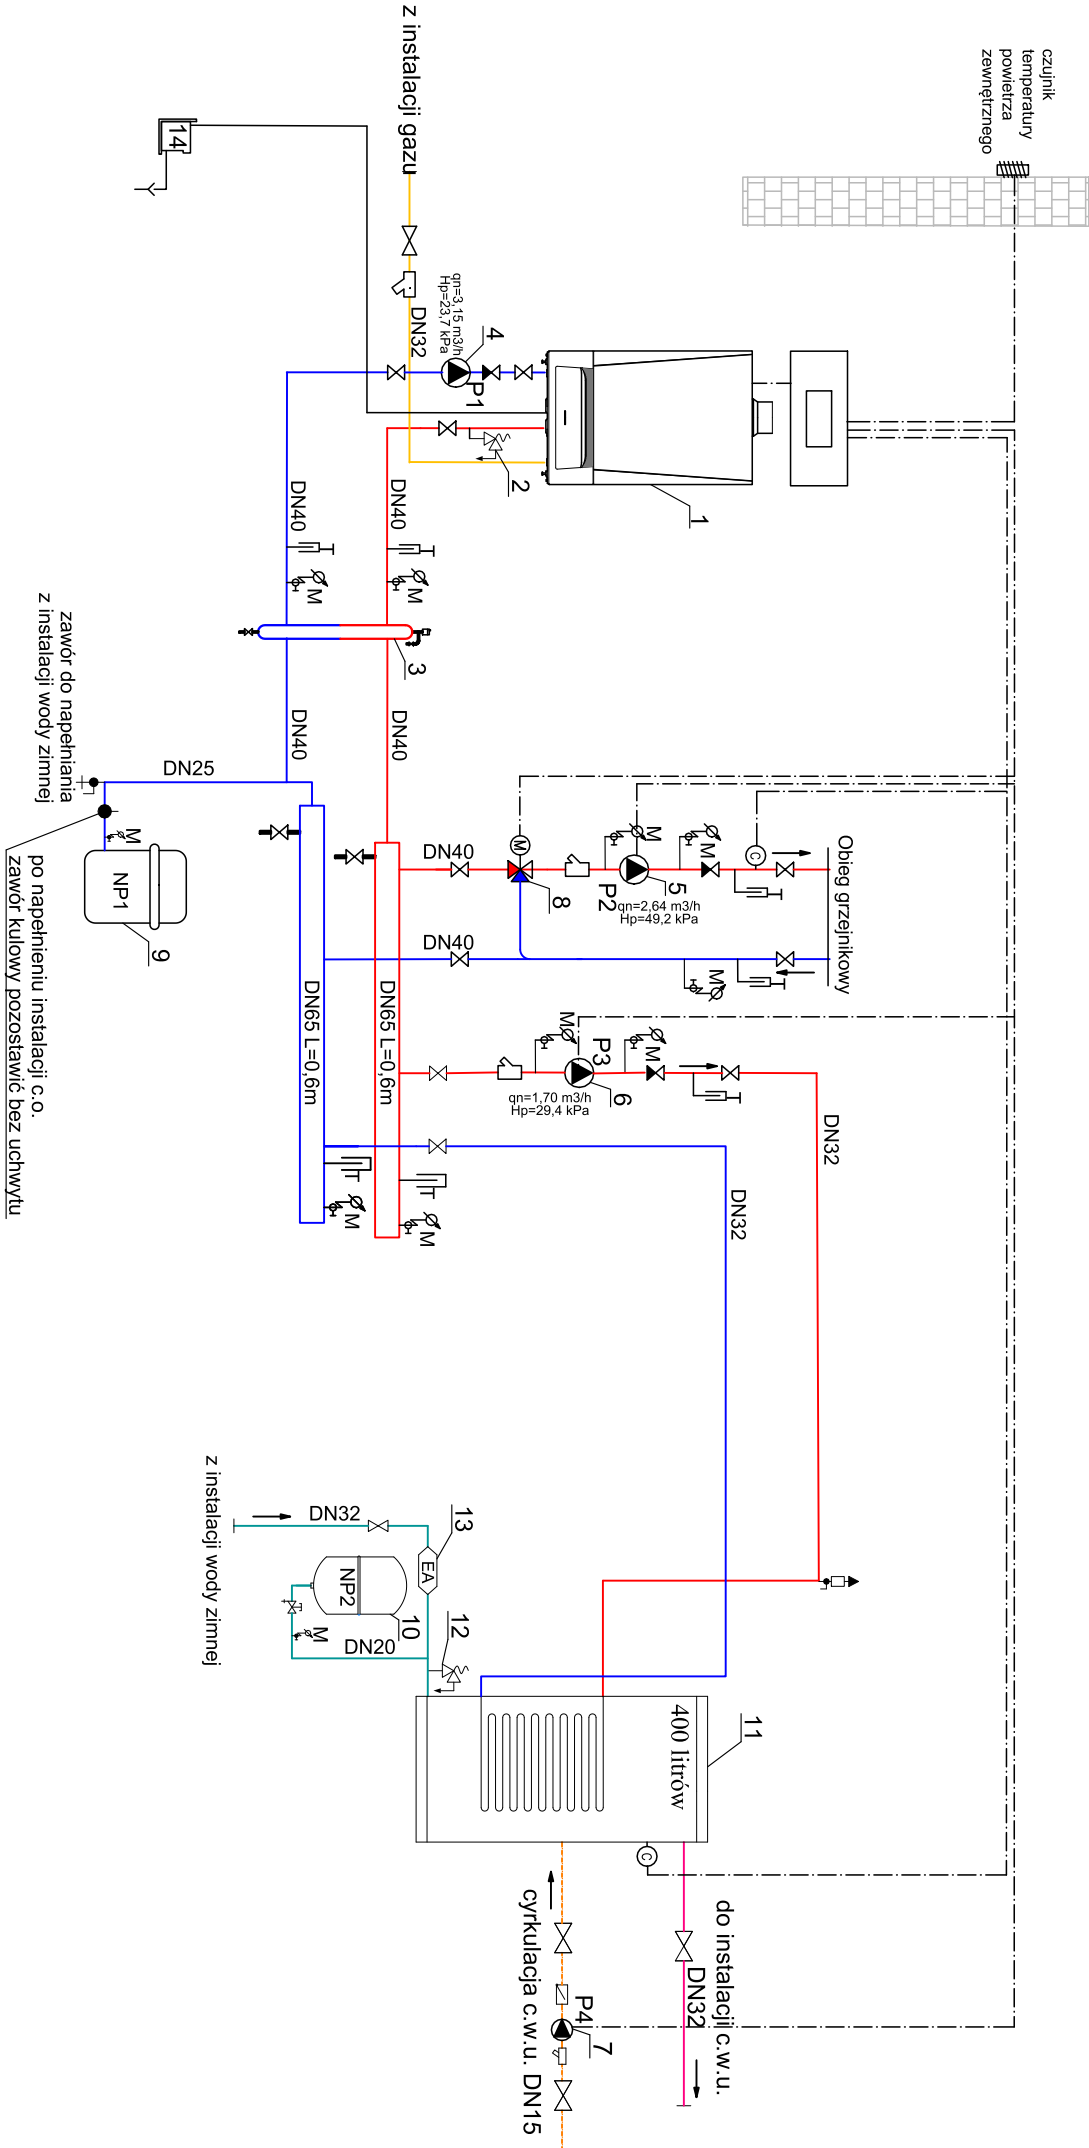 czujnik
temperatury
powietrza
zewnętrznego
z instalacji gazu
14
DN32
qn=3,15 m3/h
Hp=23,7 kPa
4
P1
2
1
DN40
DN40
M
M
3
DN40
DN40
DN25
zawór do napełniania
z instalacji wody zimnej
M
NP1
9
po napełnieniu instalacji c.o.
zawór kulowy pozostawić bez uchwytu
Obieg grzejnikowy
DN40
M
8
M
P2
5
qn=2,64 m3/h
Hp=49,2 kPa
M
C
DN40
M
DN65 L=0,6m
DN65 L=0,6m
M
P3
6
qn=1,70 m3/h
Hp=29,4 kPa
M
DN32
DN32
T
M
T
M
z instalacji wody zimnej
DN32
13
EA
NP2
10
M
DN20
12
11
400 litrów
C
do instalacji c.w.u.
DN32
P4
7
cyrkulacja c.w.u. DN15